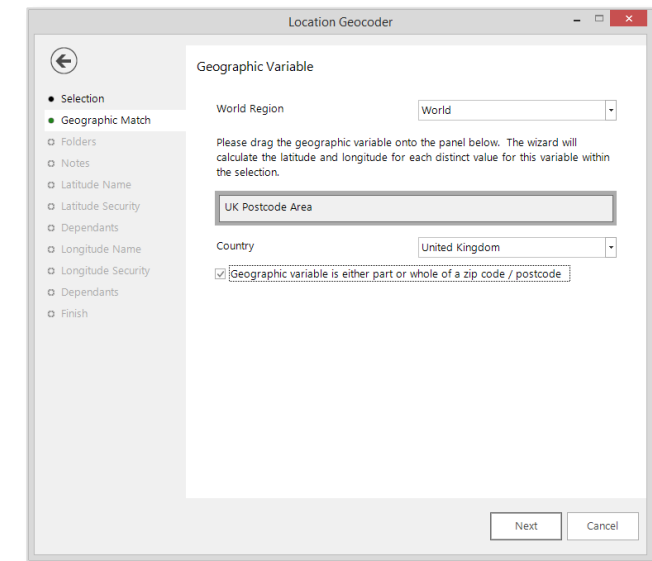 Location Geocoder
Geographic Variable
Selection
Geographic Match
Folders
Notes
Latitude Name
Latitude Security
Dependants
Longitude Name
Longitude Security
Dependants
Finish
World Region
World
Please drag the geographic variable onto the panel below. The wizard will
calculate the latitude and longitude for each distinct value for this variable within
the selection.
UK Postcode Area
Country
United Kingdom
Geographic variable is either part or whole of a zip code / postcode
Next
Cancel